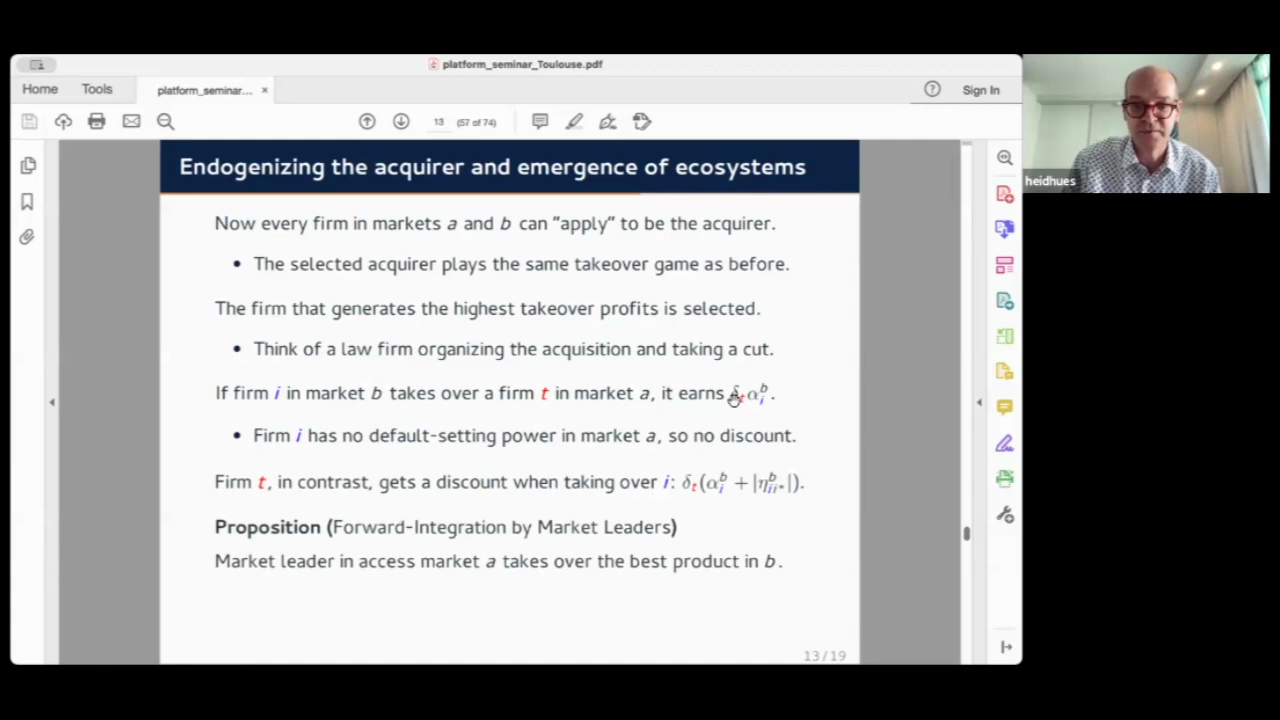 platform_seminar_Toulouse.pdf
Home
Tools
platform_seminar...
×
Sign In
13
(57 of 74)
Endogenizing the acquirer and emergence of ecosystems
heidhues
Now every firm in markets a and b can "apply" to be the acquirer.
• The selected acquirer plays the same takeover game as before.
The firm that generates the highest takeover profits is selected.
• Think of a law firm organizing the acquisition and taking a cut.
If firm i in market b takes over a firm t in market a, it earns δ_t α_i^b.
• Firm i has no default-setting power in market a, so no discount.
Firm t, in contrast, gets a discount when taking over i: δ_t(α_i^b + |η_{ii*}^b|).
Proposition (Forward-Integration by Market Leaders)
Market leader in access market a takes over the best product in b.
13/19